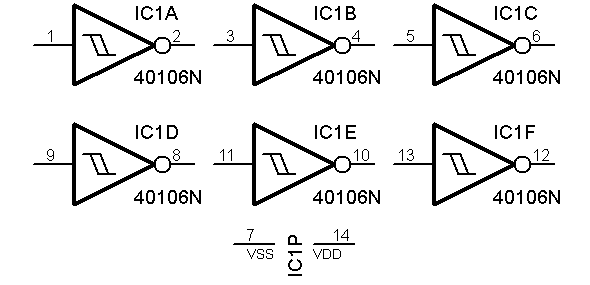 IC1A IC1B IC1C
1 2 3 4 5 6
40106N 40106N 40106N
IC1D IC1E IC1F
9 8 11 10 13 12
40106N 40106N 40106N
7 14
VSS IC1P VDD